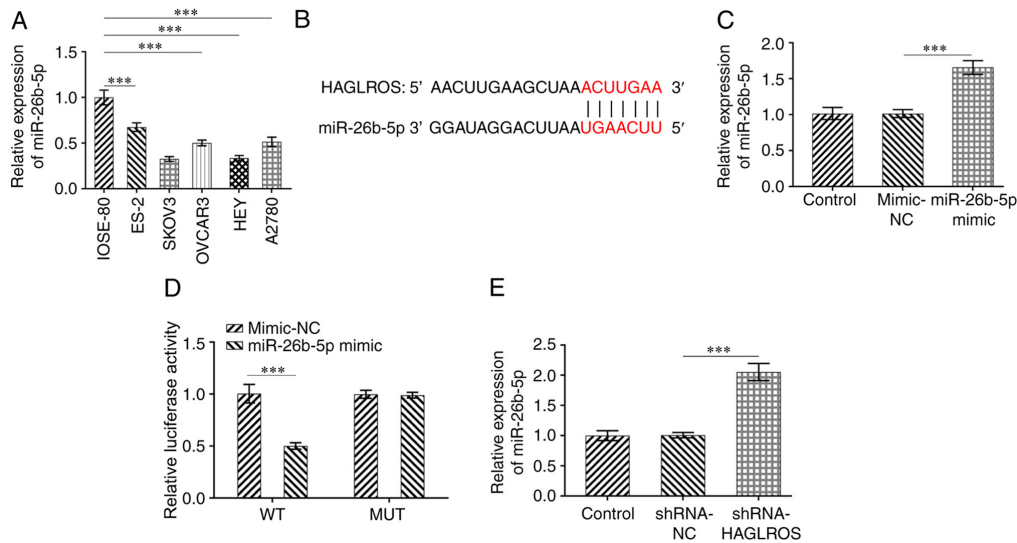 A
***
***
***
***
Relative expression
of miR-26b-5p
1.5
1.0
0.5
0.0
IOSE-80
ES-2
SKOV3
OVCAR3
HEY
A2780
B
HAGLROS: 5' AACUUGAAGCUAAACUUGAA 3'
miR-26b-5p 3' GGAUAGGACUUAAUGAACUU 5'
C
***
Relative expression
of miR-26b-5p
2.0
1.5
1.0
0.5
0.0
Control
Mimic-
NC
miR-26b-5p
mimic
D
Mimic-NC
miR-26b-5p mimic
***
Relative luciferase activity
1.5
1.0
0.5
0.0
WT
MUT
E
***
Relative expression
of miR-26b-5p
2.5
2.0
1.5
1.0
0.5
0.0
Control
shRNA-
NC
shRNA-
HAGLROS